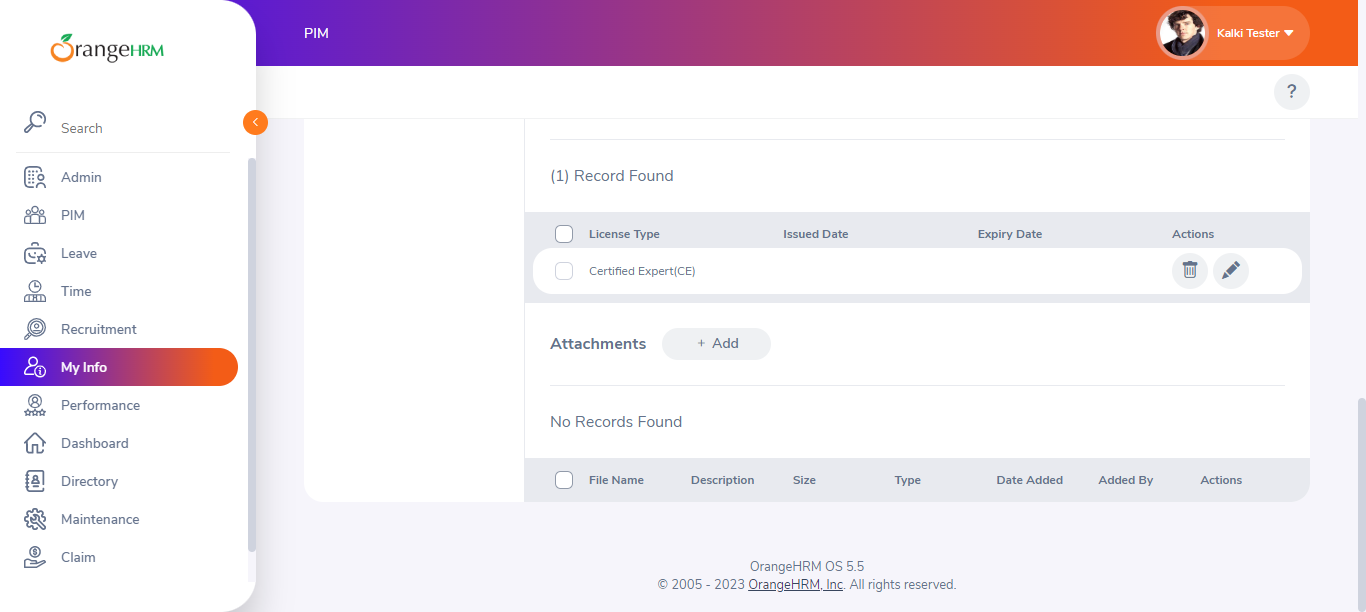 OrangeHRM
PIM
Kalki Tester
?
Search
Admin
PIM
Leave
Time
Recruitment
My Info
Performance
Dashboard
Directory
Maintenance
Claim
(1) Record Found
License Type Issued Date Expiry Date Actions
Certified Expert(CE)
Attachments + Add
No Records Found
File Name Description Size Type Date Added Added By Actions
OrangeHRM OS 5.5
© 2005 - 2023 OrangeHRM, Inc. All rights reserved.